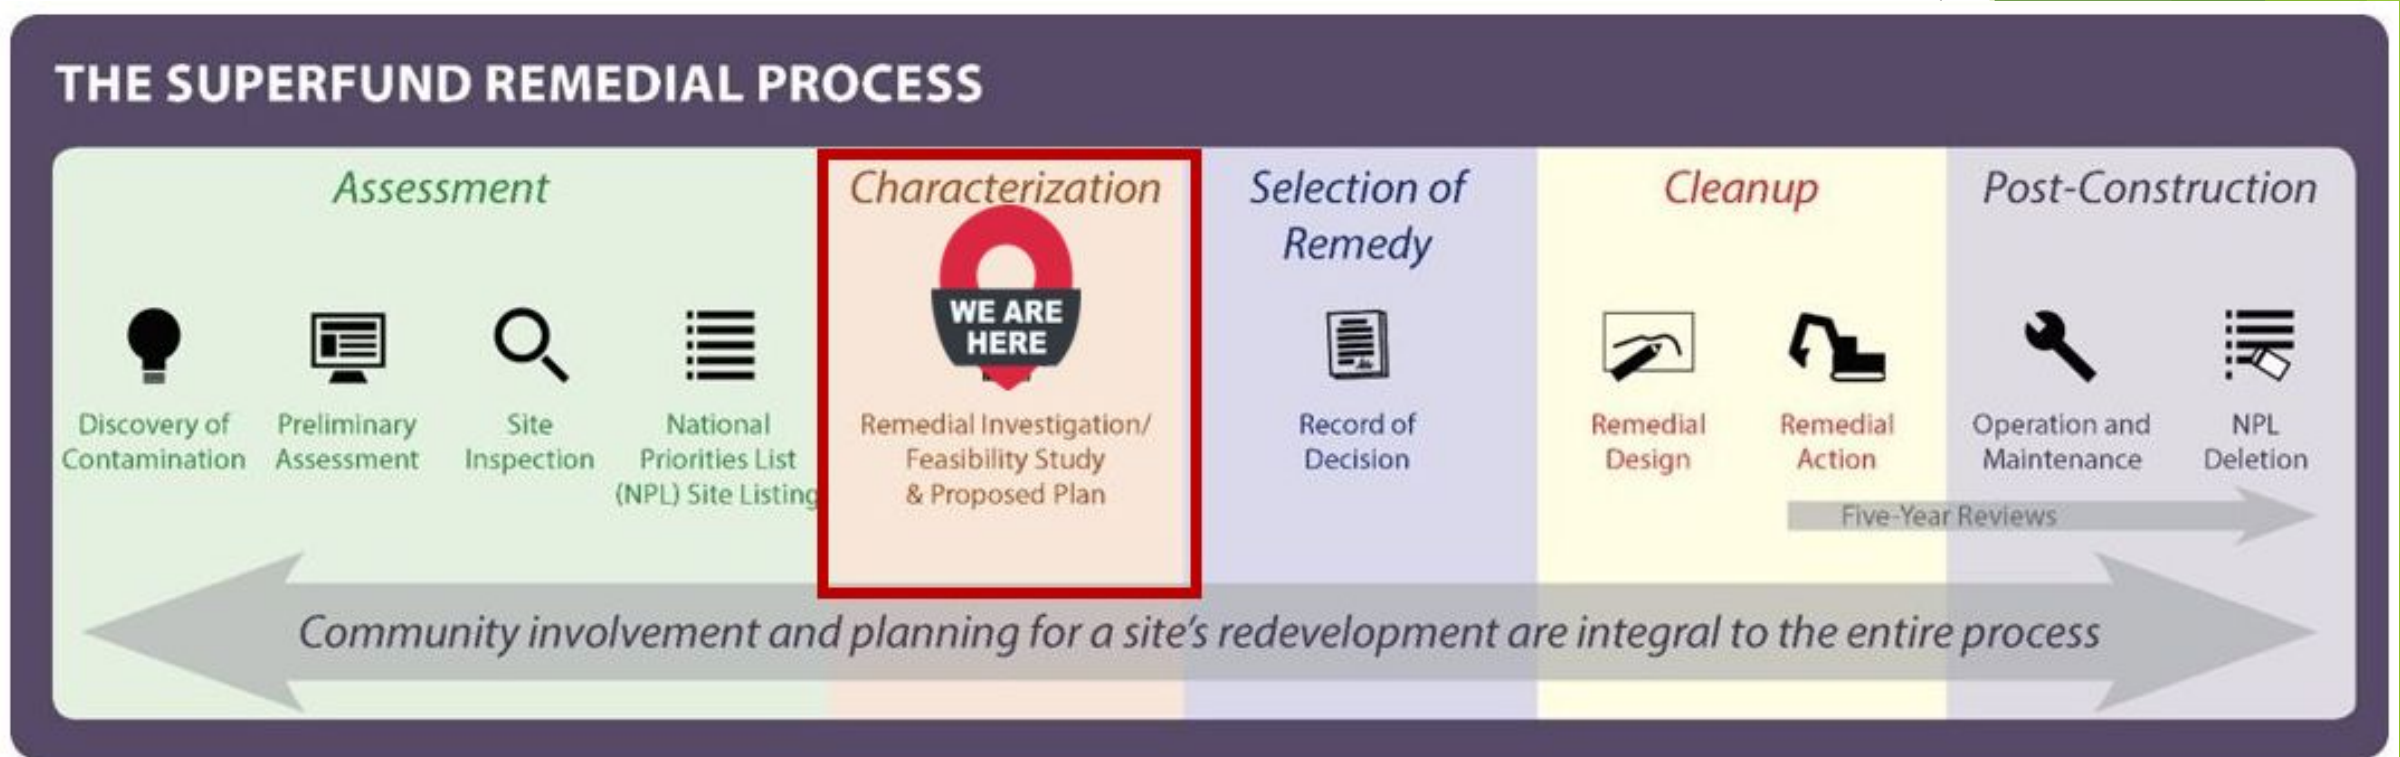 THE SUPERFUND REMEDIAL PROCESS
Assessment
Discovery of
Contamination
Preliminary
Assessment
Site
Inspection
National
Priorities List
(NPL) Site Listing
Characterization
WE ARE
HERE
Remedial Investigation/
Feasibility Study
& Proposed Plan
Selection of
Remedy
Record of
Decision
Cleanup
Remedial
Design
Remedial
Action
Post-Construction
Operation and
Maintenance
NPL
Deletion
Five-Year Reviews
Community involvement and planning for a site's redevelopment are integral to the entire process